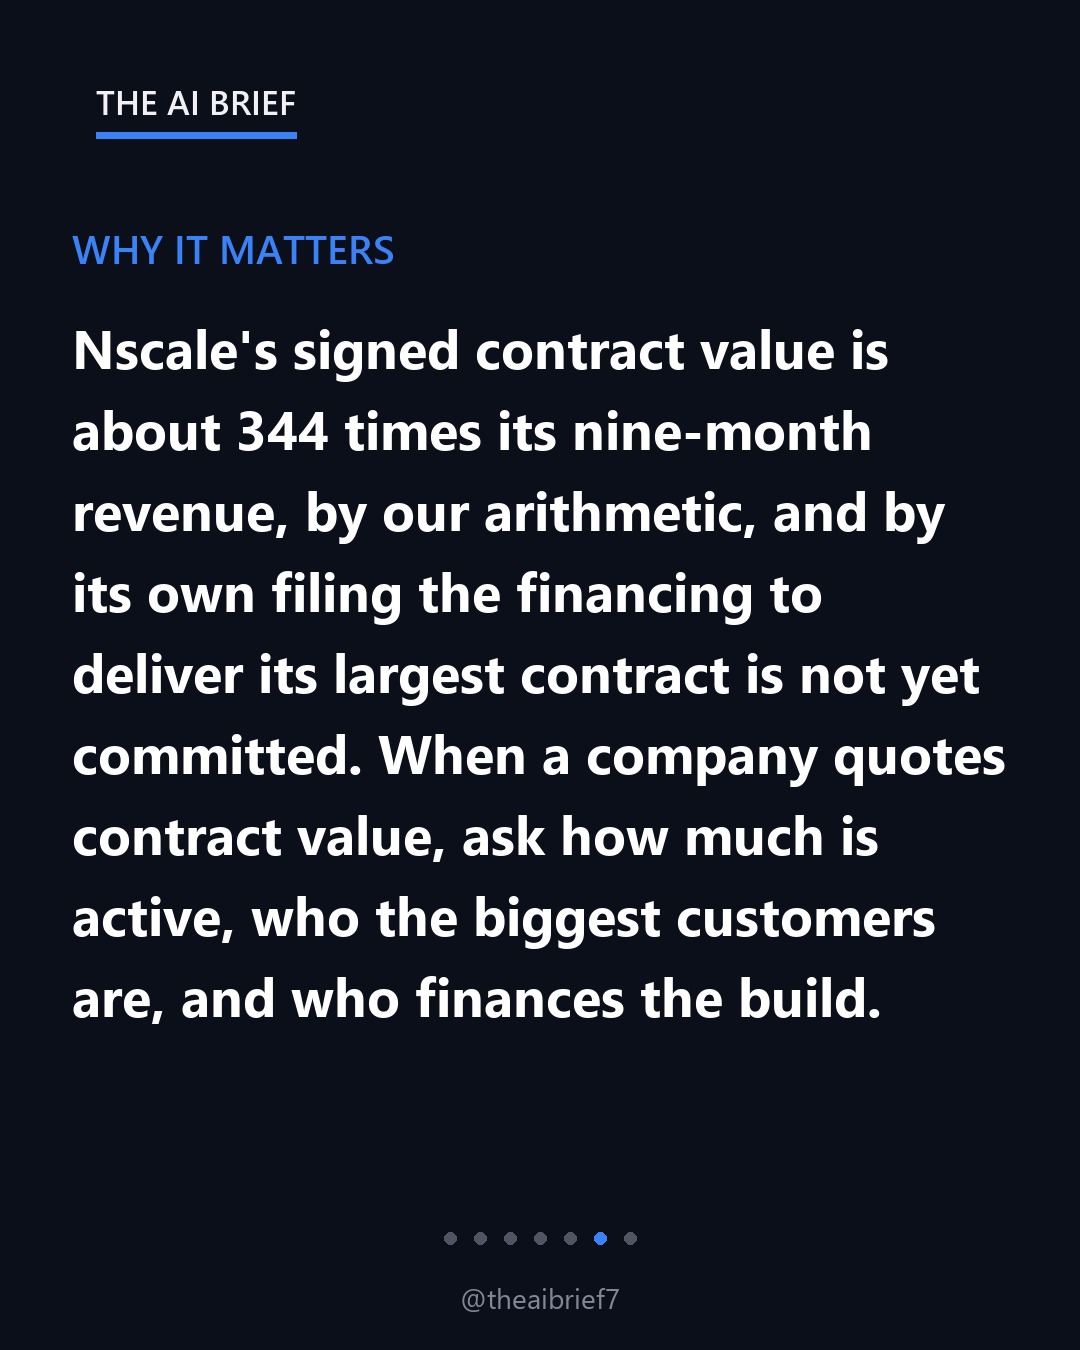 THE AI BRIEF
WHY IT MATTERS
Nscale's signed contract value is
about 344 times its nine-month
revenue, by our arithmetic, and by
its own filing the financing to
deliver its largest contract is not yet
committed. When a company quotes
contract value, ask how much is
active, who the biggest customers
are, and who finances the build.
@theaibrief7